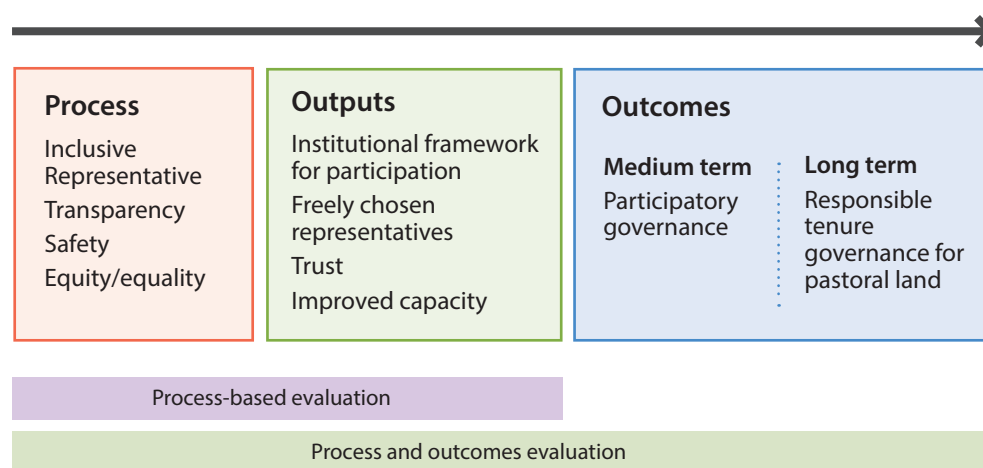 Process
Inclusive
Representative
Transparency
Safety
Equity/equality
Outputs
Institutional framework
for participation
Freely chosen
representatives
Trust
Improved capacity
Outcomes
Medium term
Participatory
governance
Long term
Responsible
tenure
governance for
pastoral land
Process-based evaluation
Process and outcomes evaluation